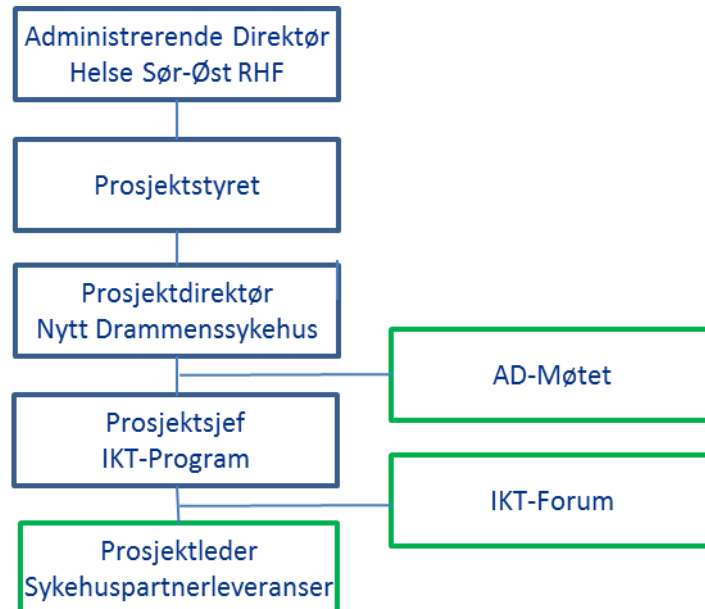 Administrerende Direktør
Helse Sør-Øst RHF
Prosjektstyret
Prosjektdirektør
Nytt Drammenssykehus
AD-Møtet
Prosjektsjef
IKT-Program
IKT-Forum
Prosjektleder
Sykehuspartnerleveranser